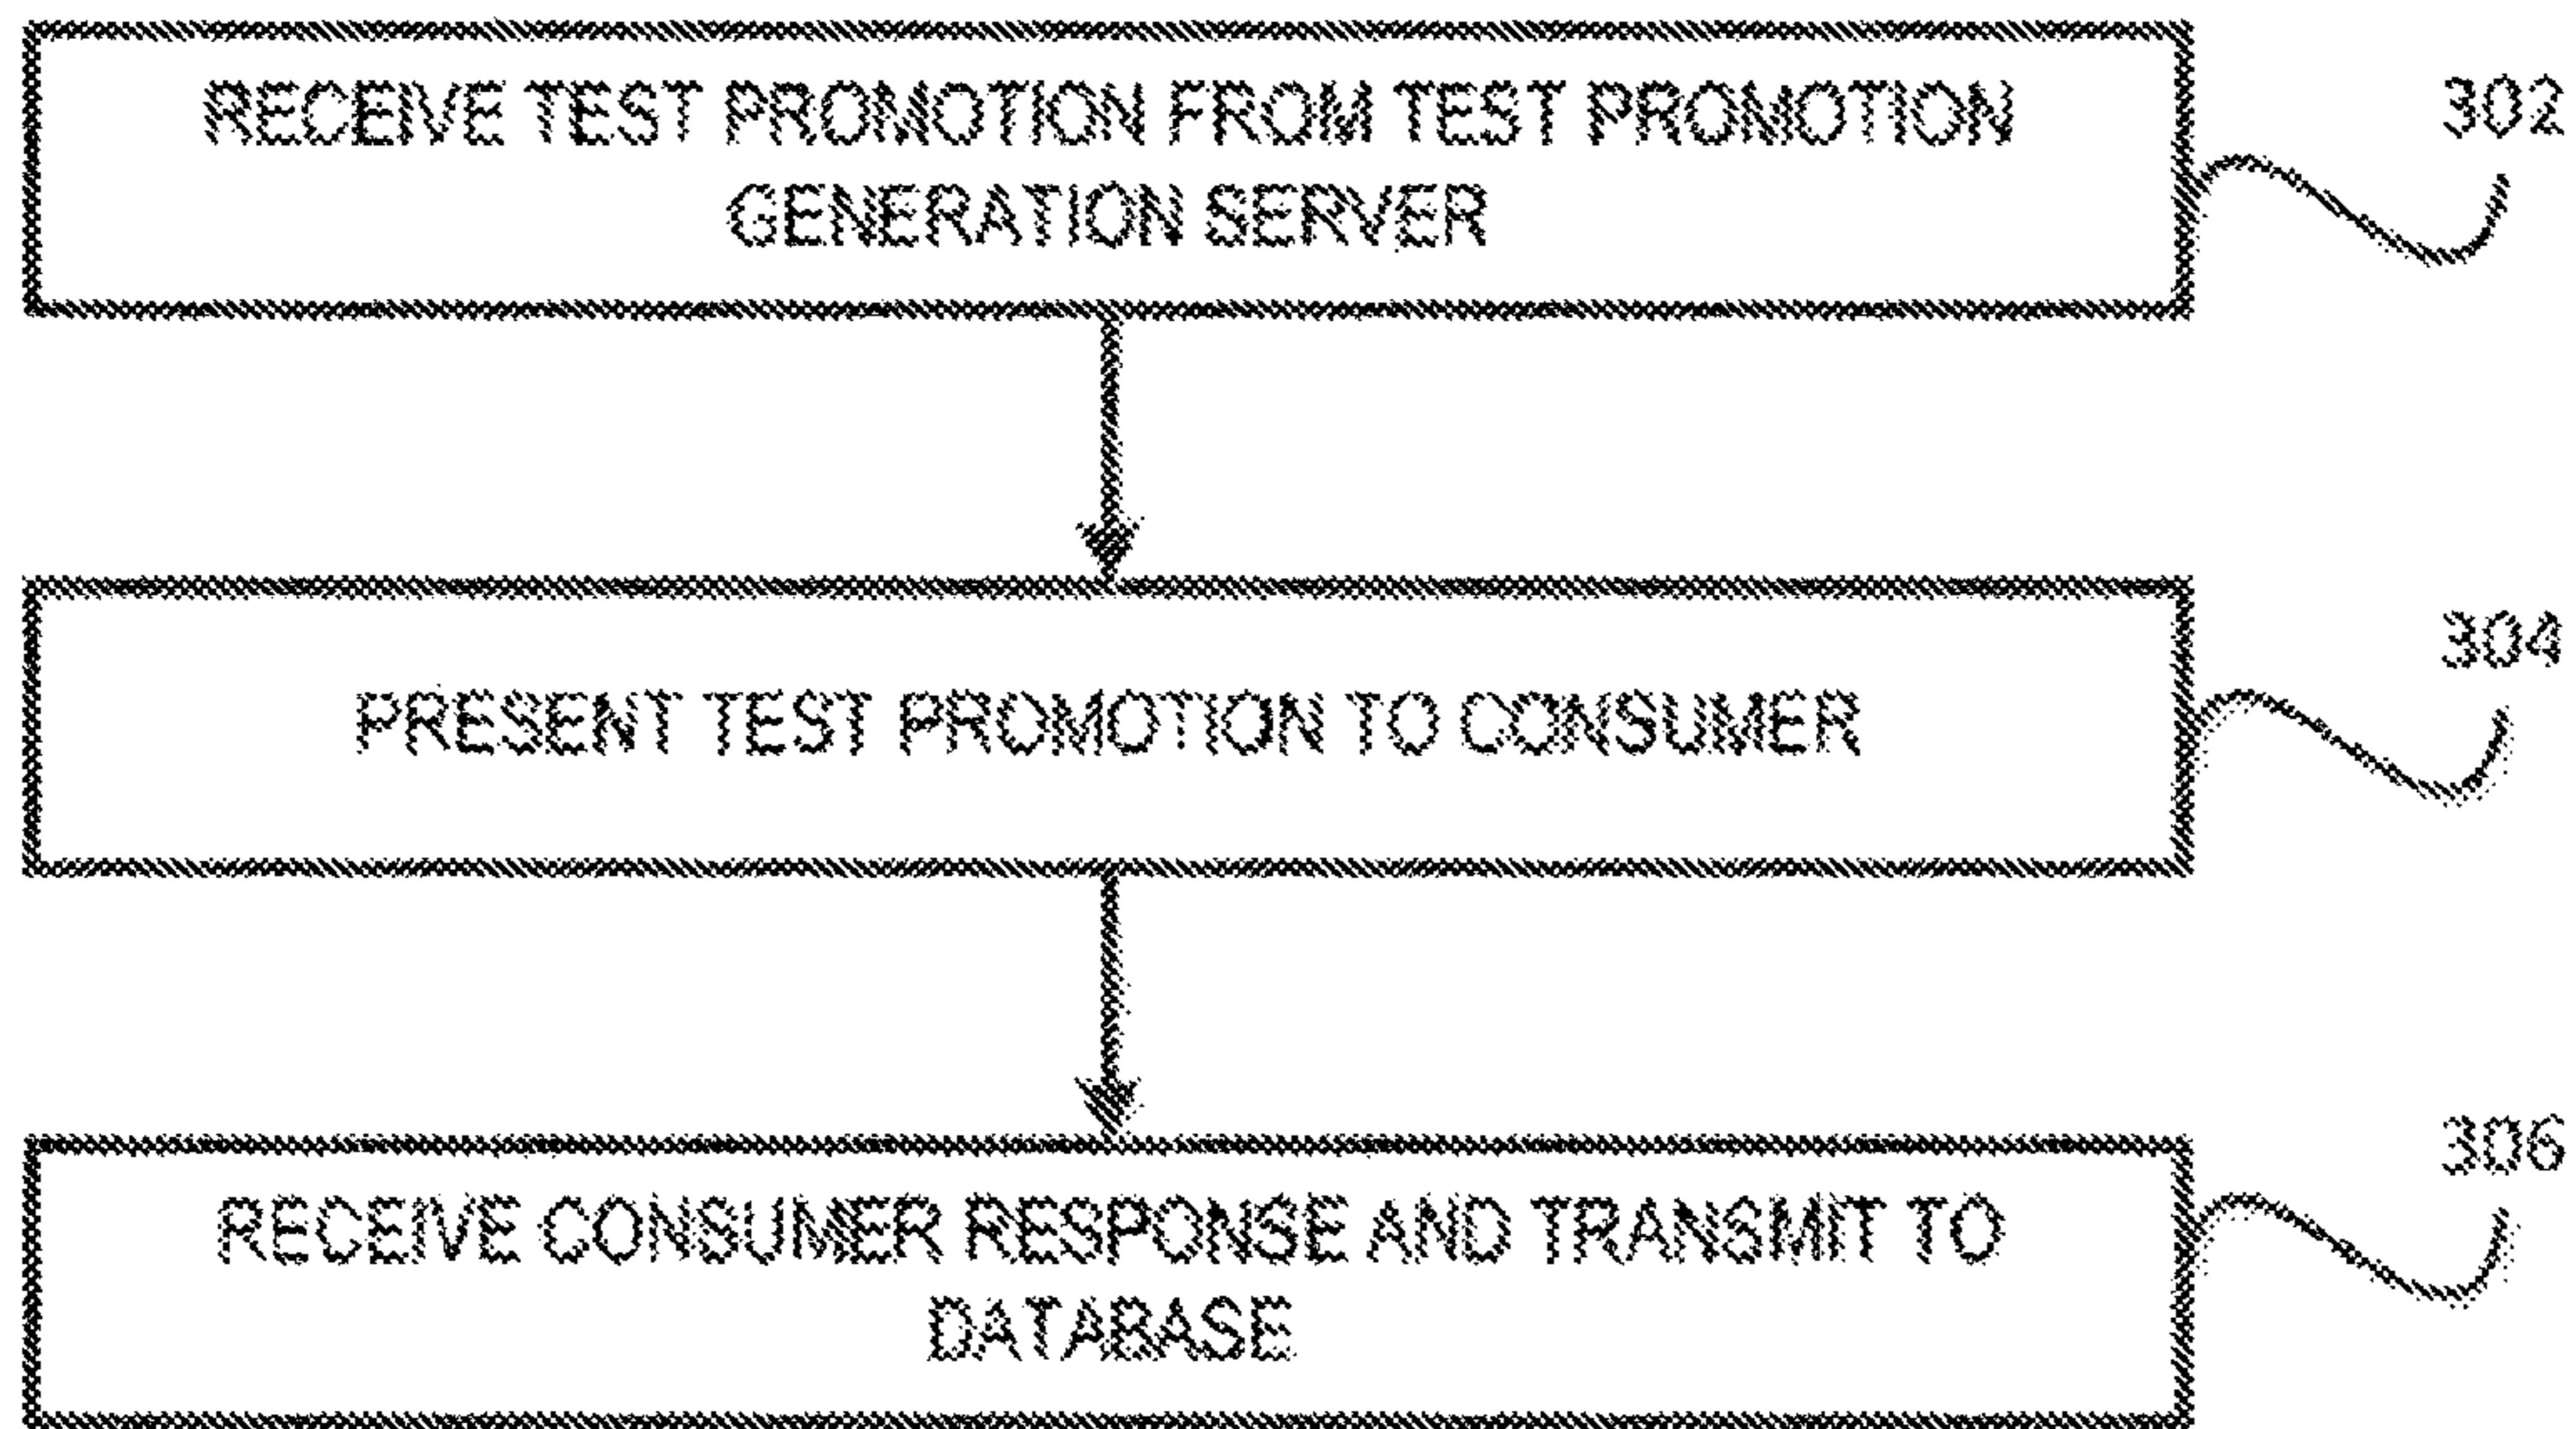 RECEIVE TEST PROMOTION FROM TEST PROMOTION
GENERATION SERVER
302
PRESENT TEST PROMOTION TO CONSUMER
304
RECEIVE CONSUMER RESPONSE AND TRANSMIT TO
DATABASE
306